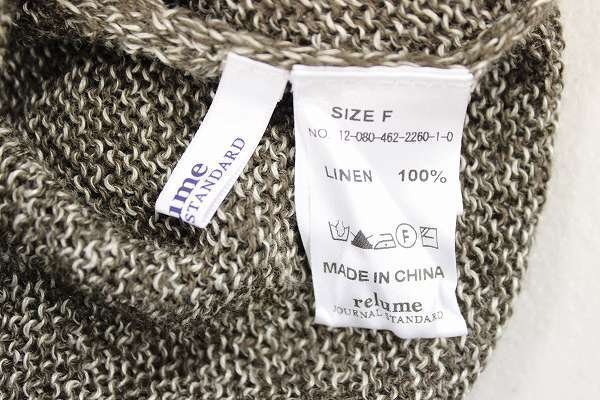 ume
STANDARD
SIZE F
NO. 12-080-462-2260-1-0
LINEN 100%
F
MADE IN CHINA
relume
JOURNAL STANDARD